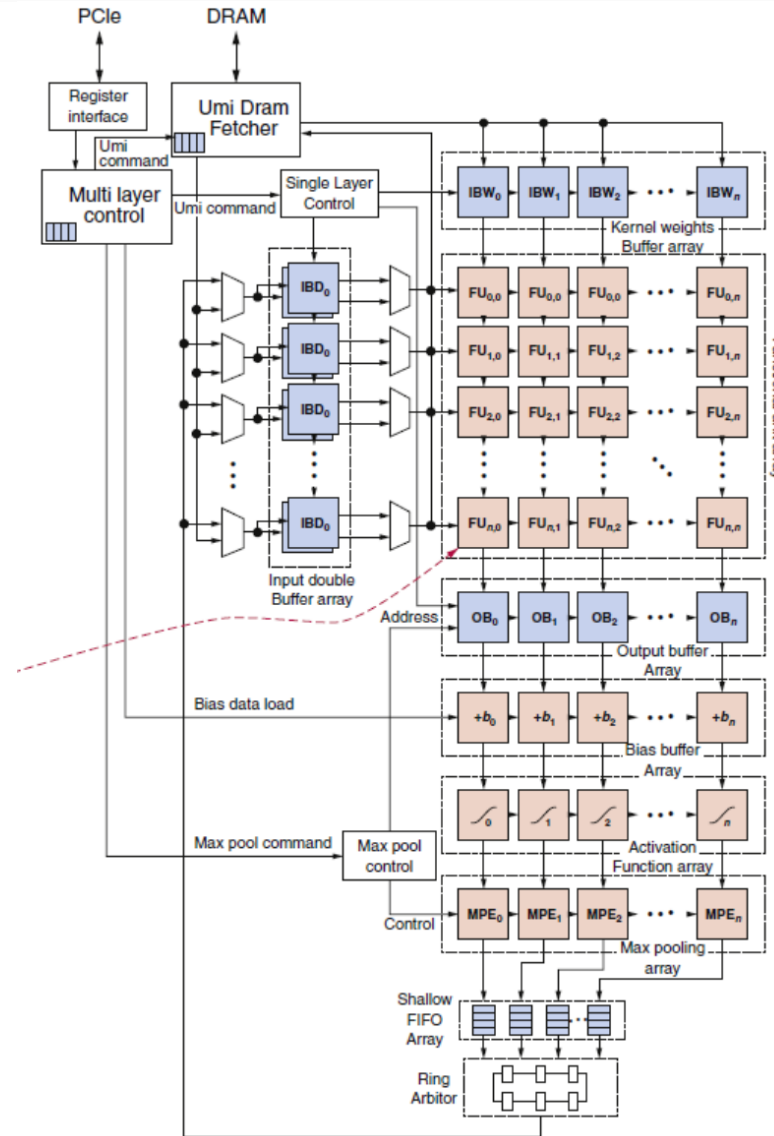 PCIe
DRAM
Register
interface
Umi Dram
Fetcher
Umi
command
Multi layer
control
Umi command
Single Layer
Control
IBW0 IBW1 IBW2 ••• IBWn
Kernel weights
Buffer array
IBD0
IBD0
IBD0
IBD0
Input double
Buffer array
FU0,0 FU0,0 FU0,0 ••• FU0,n
FU1,0 FU1,1 FU1,2 ••• FU1,n
FU2,0 FU2,1 FU2,2 ••• FU2,n
FUn,0 FUn,1 FUn,2 ••• FUn,n
Address
OB0 OB1 OB2 ••• OBn
Output buffer
Array
Bias data load
+b0 +b1 +b2 ••• +bn
Bias buffer
Array
0 1 2 ••• n
Activation
Function array
Max pool command
Max pool
control
Control
MPE0 MPE1 MPE2 ••• MPEn
Max pooling
array
Shallow
FIFO
Array
Ring
Arbitor